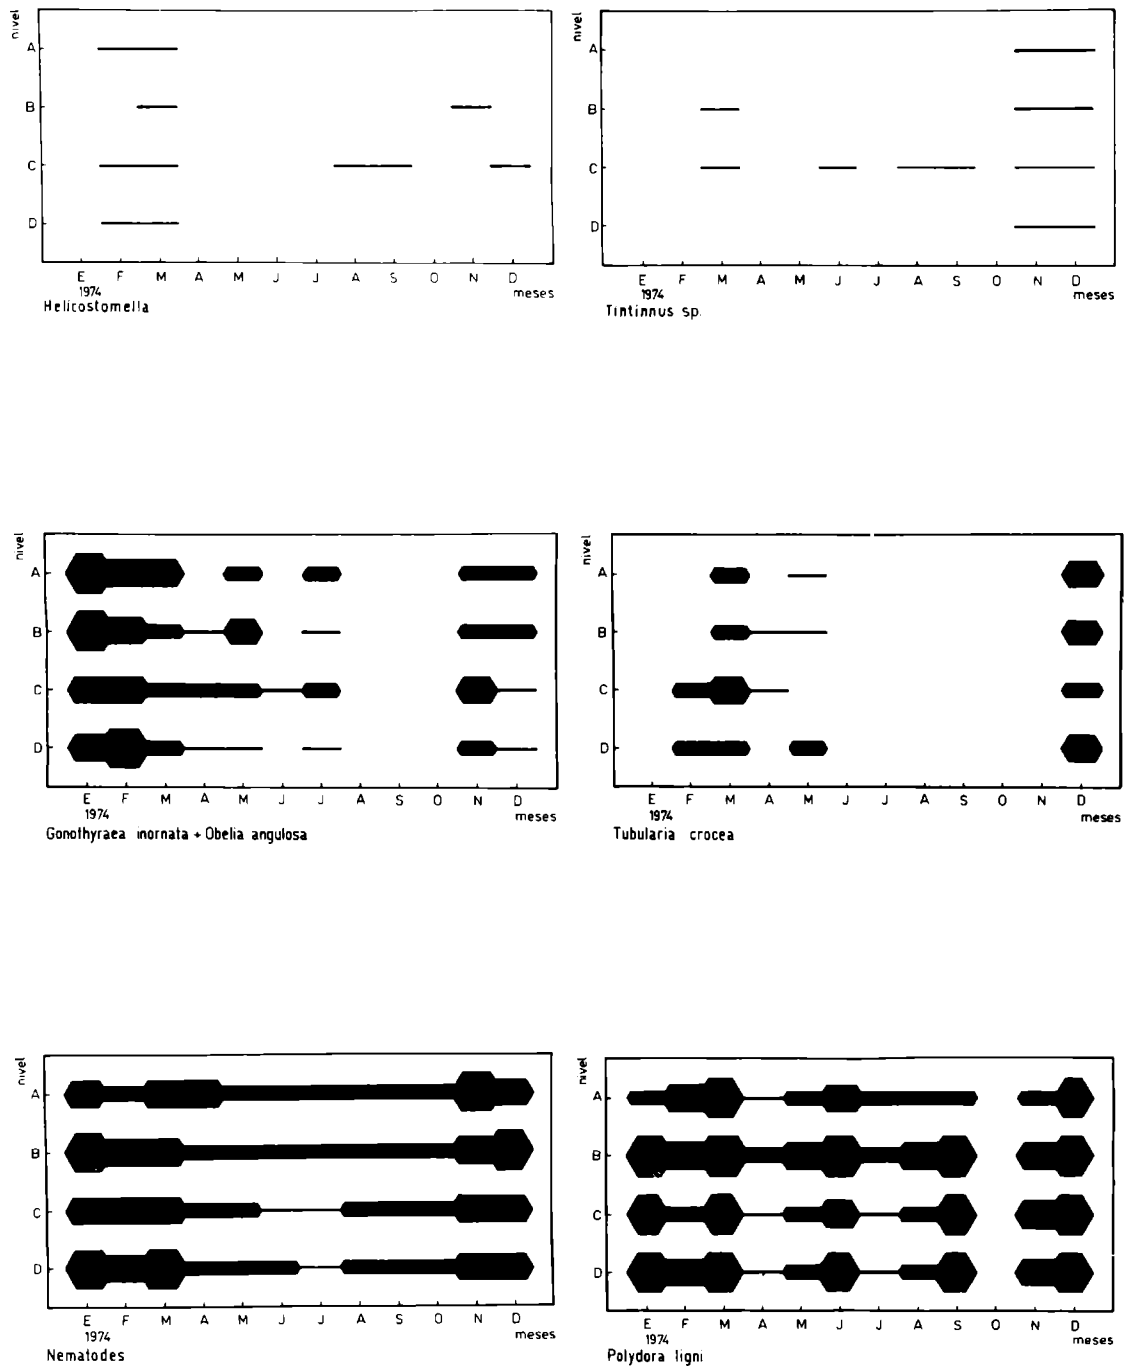 nivel
A
B
C
D
E F M A M J J A S O N D
1974
meses
Helicostomella
nivel
A
B
C
D
E F M A M J J A S O N D
1974
meses
Tintinnus sp.
nivel
A
B
C
D
E F M A M J J A S O N D
1974
meses
Gonothyraea inornata + Obelia angulosa
nivel
A
B
C
D
E F M A M J J A S O N D
1974
meses
Tubularia crocea
nivel
A
B
C
D
E F M A M J J A S O N D
1974
meses
Nematodes
nivel
A
B
C
D
E F M A M J J A S O N D
1974
meses
Polydora ligni